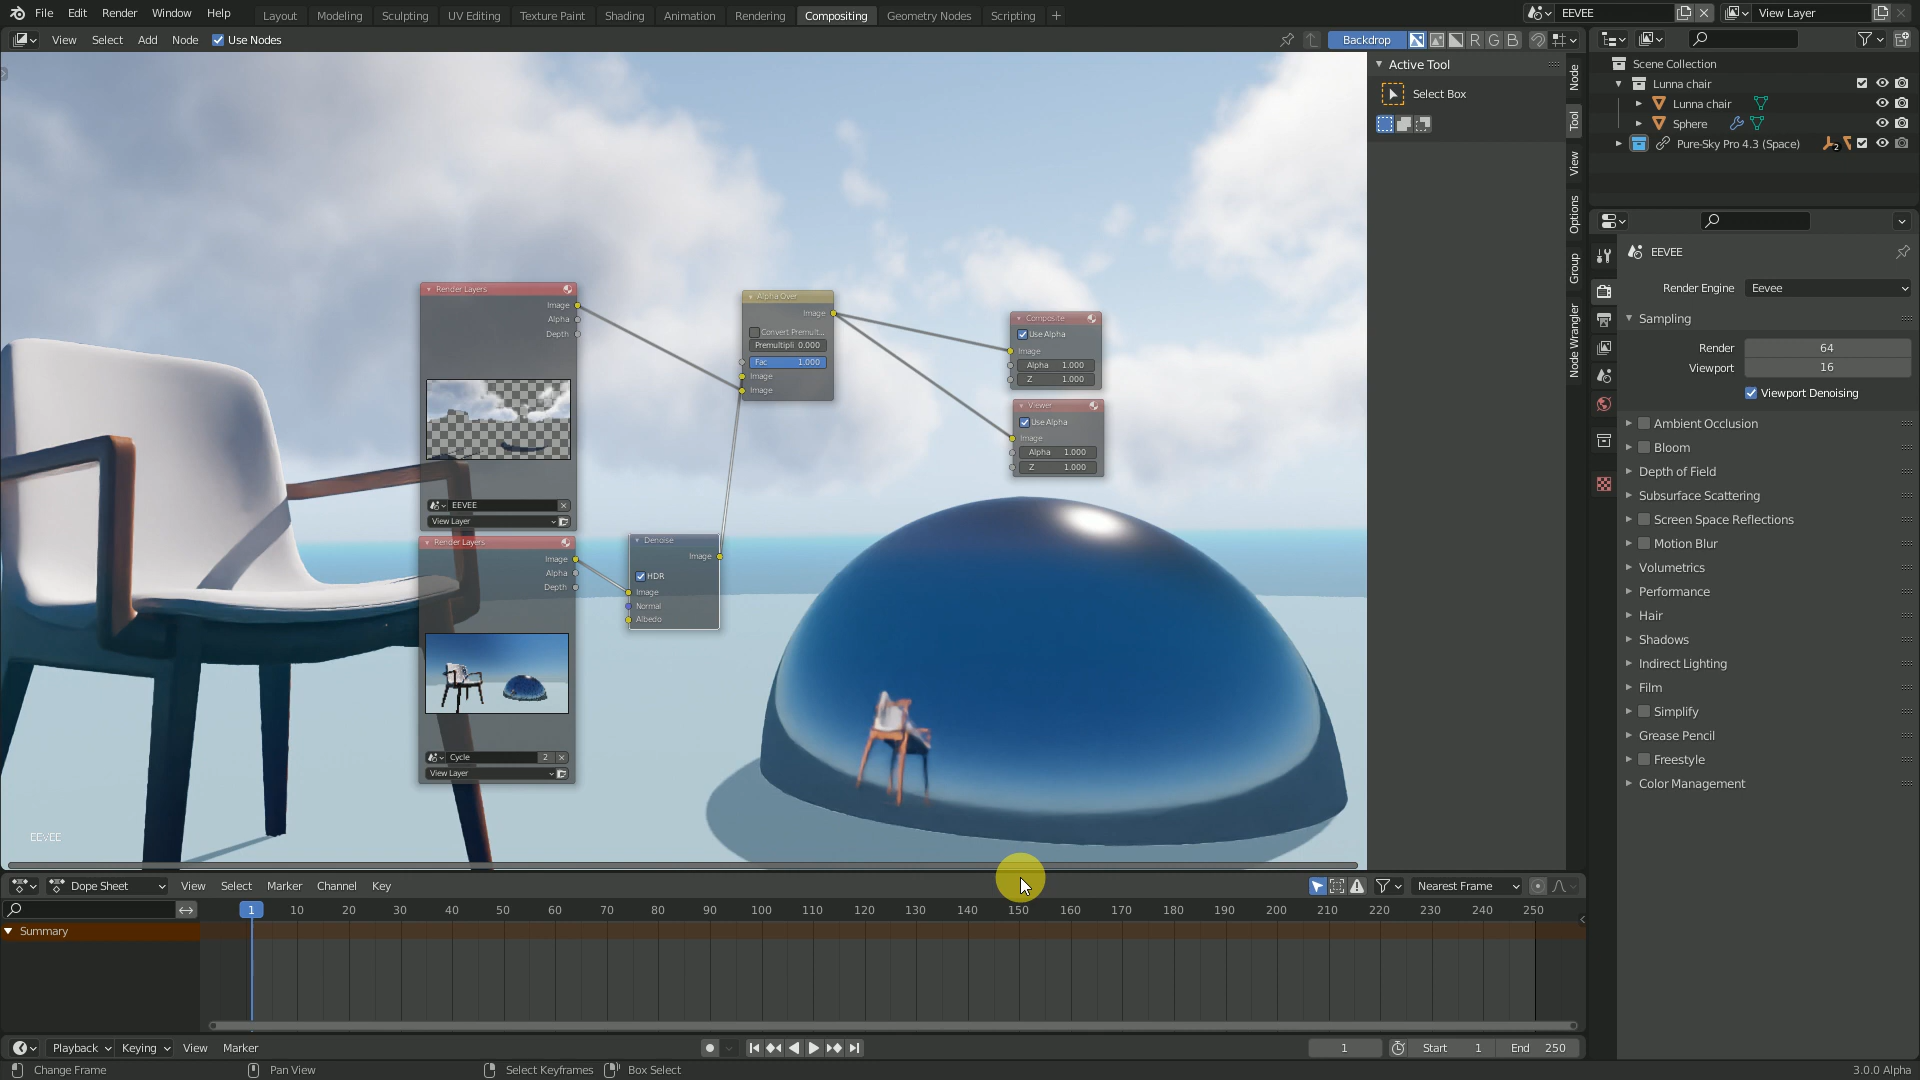 File Edit Render Window Help Layout Modeling Sculpting UV Editing Texture Paint Shading Animation Rendering Compositing Geometry Nodes Scripting + EEVEE View Layer
View Select Add Node Use Nodes Backdrop R G B
Active Tool
Select Box
Node
Tool
View
Options
Group
Node Wrangler
Render Layers
Image
Alpha
Depth
EEVEE
View Layer
Render Layers
Image
Alpha
Depth
Cycle 2
View Layer
Denoise
Image
HDR
Image
Normal
Albedo
Alpha Over
Image
Convert Premult...
Premultipli 0.000
Fac 1.000
Image
Image
Composite
Use Alpha
Image
Alpha 1.000
Z 1.000
Viewer
Use Alpha
Image
Alpha 1.000
Z 1.000
EEVEE
Scene Collection
Lunna chair
Lunna chair
Sphere
Pure-Sky Pro 4.3 (Space) 2
EEVEE
Render Engine Eevee
Sampling
Render 64
Viewport 16
Viewport Denoising
Ambient Occlusion
Bloom
Depth of Field
Subsurface Scattering
Screen Space Reflections
Motion Blur
Volumetrics
Performance
Hair
Shadows
Indirect Lighting
Film
Simplify
Grease Pencil
Freestyle
Color Management
Dope Sheet View Select Marker Channel Key Nearest Frame
1 10 20 30 40 50 60 70 80 90 100 110 120 130 140 150 160 170 180 190 200 210 220 230 240 250
Summary
Playback Keying View Marker 1 Start 1 End 250
Change Frame Pan View Select Keyframes Box Select 3.0.0 Alpha